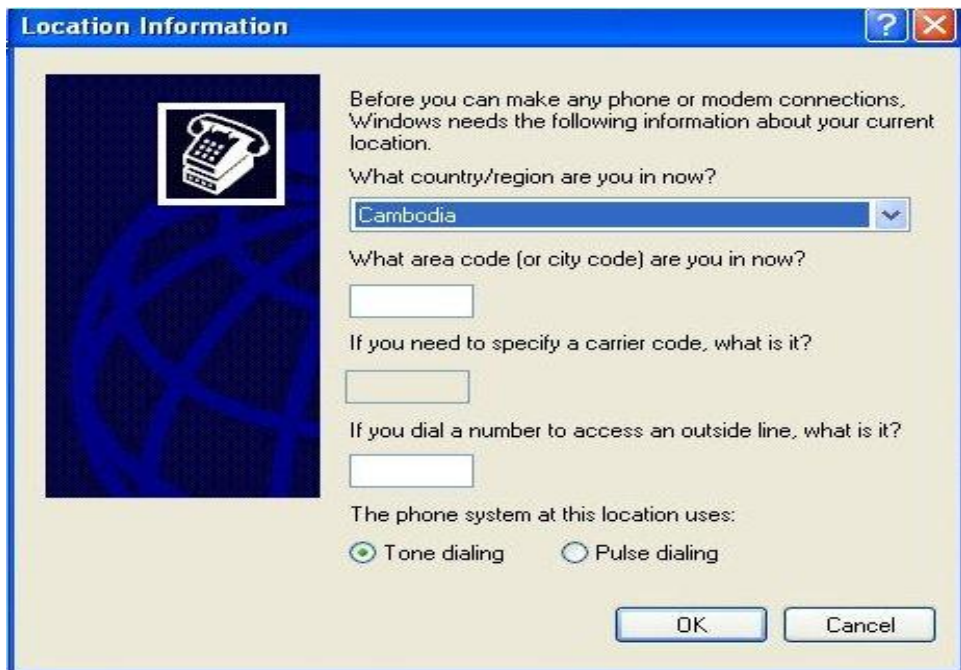 Location Information
Before you can make any phone or modem connections,
Windows needs the following information about your current
location.
What country/region are you in now?
Cambodia
What area code (or city code) are you in now?
If you need to specify a carrier code, what is it?
If you dial a number to access an outside line, what is it?
The phone system at this location uses:
Tone dialing Pulse dialing
OK Cancel